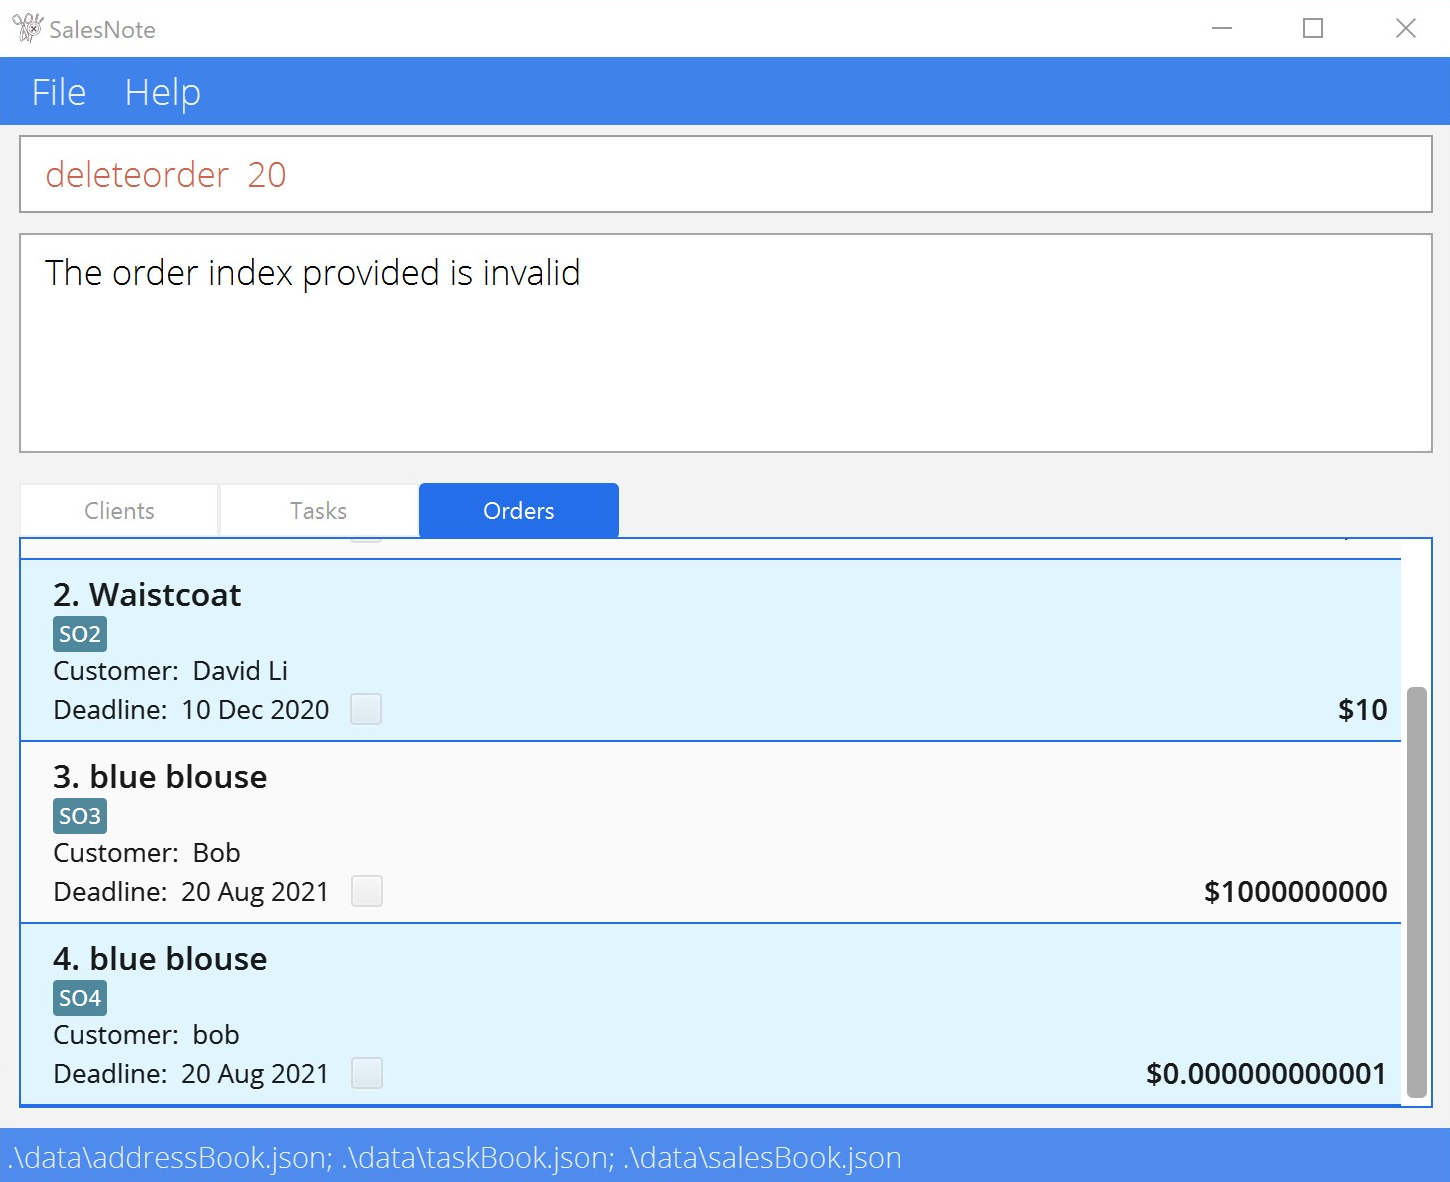 SalesNote
File Help
deleteorder 20
The order index provided is invalid
Clients Tasks Orders
2. Waistcoat
SO2
Customer: David Li
Deadline: 10 Dec 2020 $10
3. blue blouse
SO3
Customer: Bob
Deadline: 20 Aug 2021 $1000000000
4. blue blouse
SO4
Customer: bob
Deadline: 20 Aug 2021 $0.000000000001
.\data\addressBook.json; .\data\taskBook.json; .\data\salesBook.json